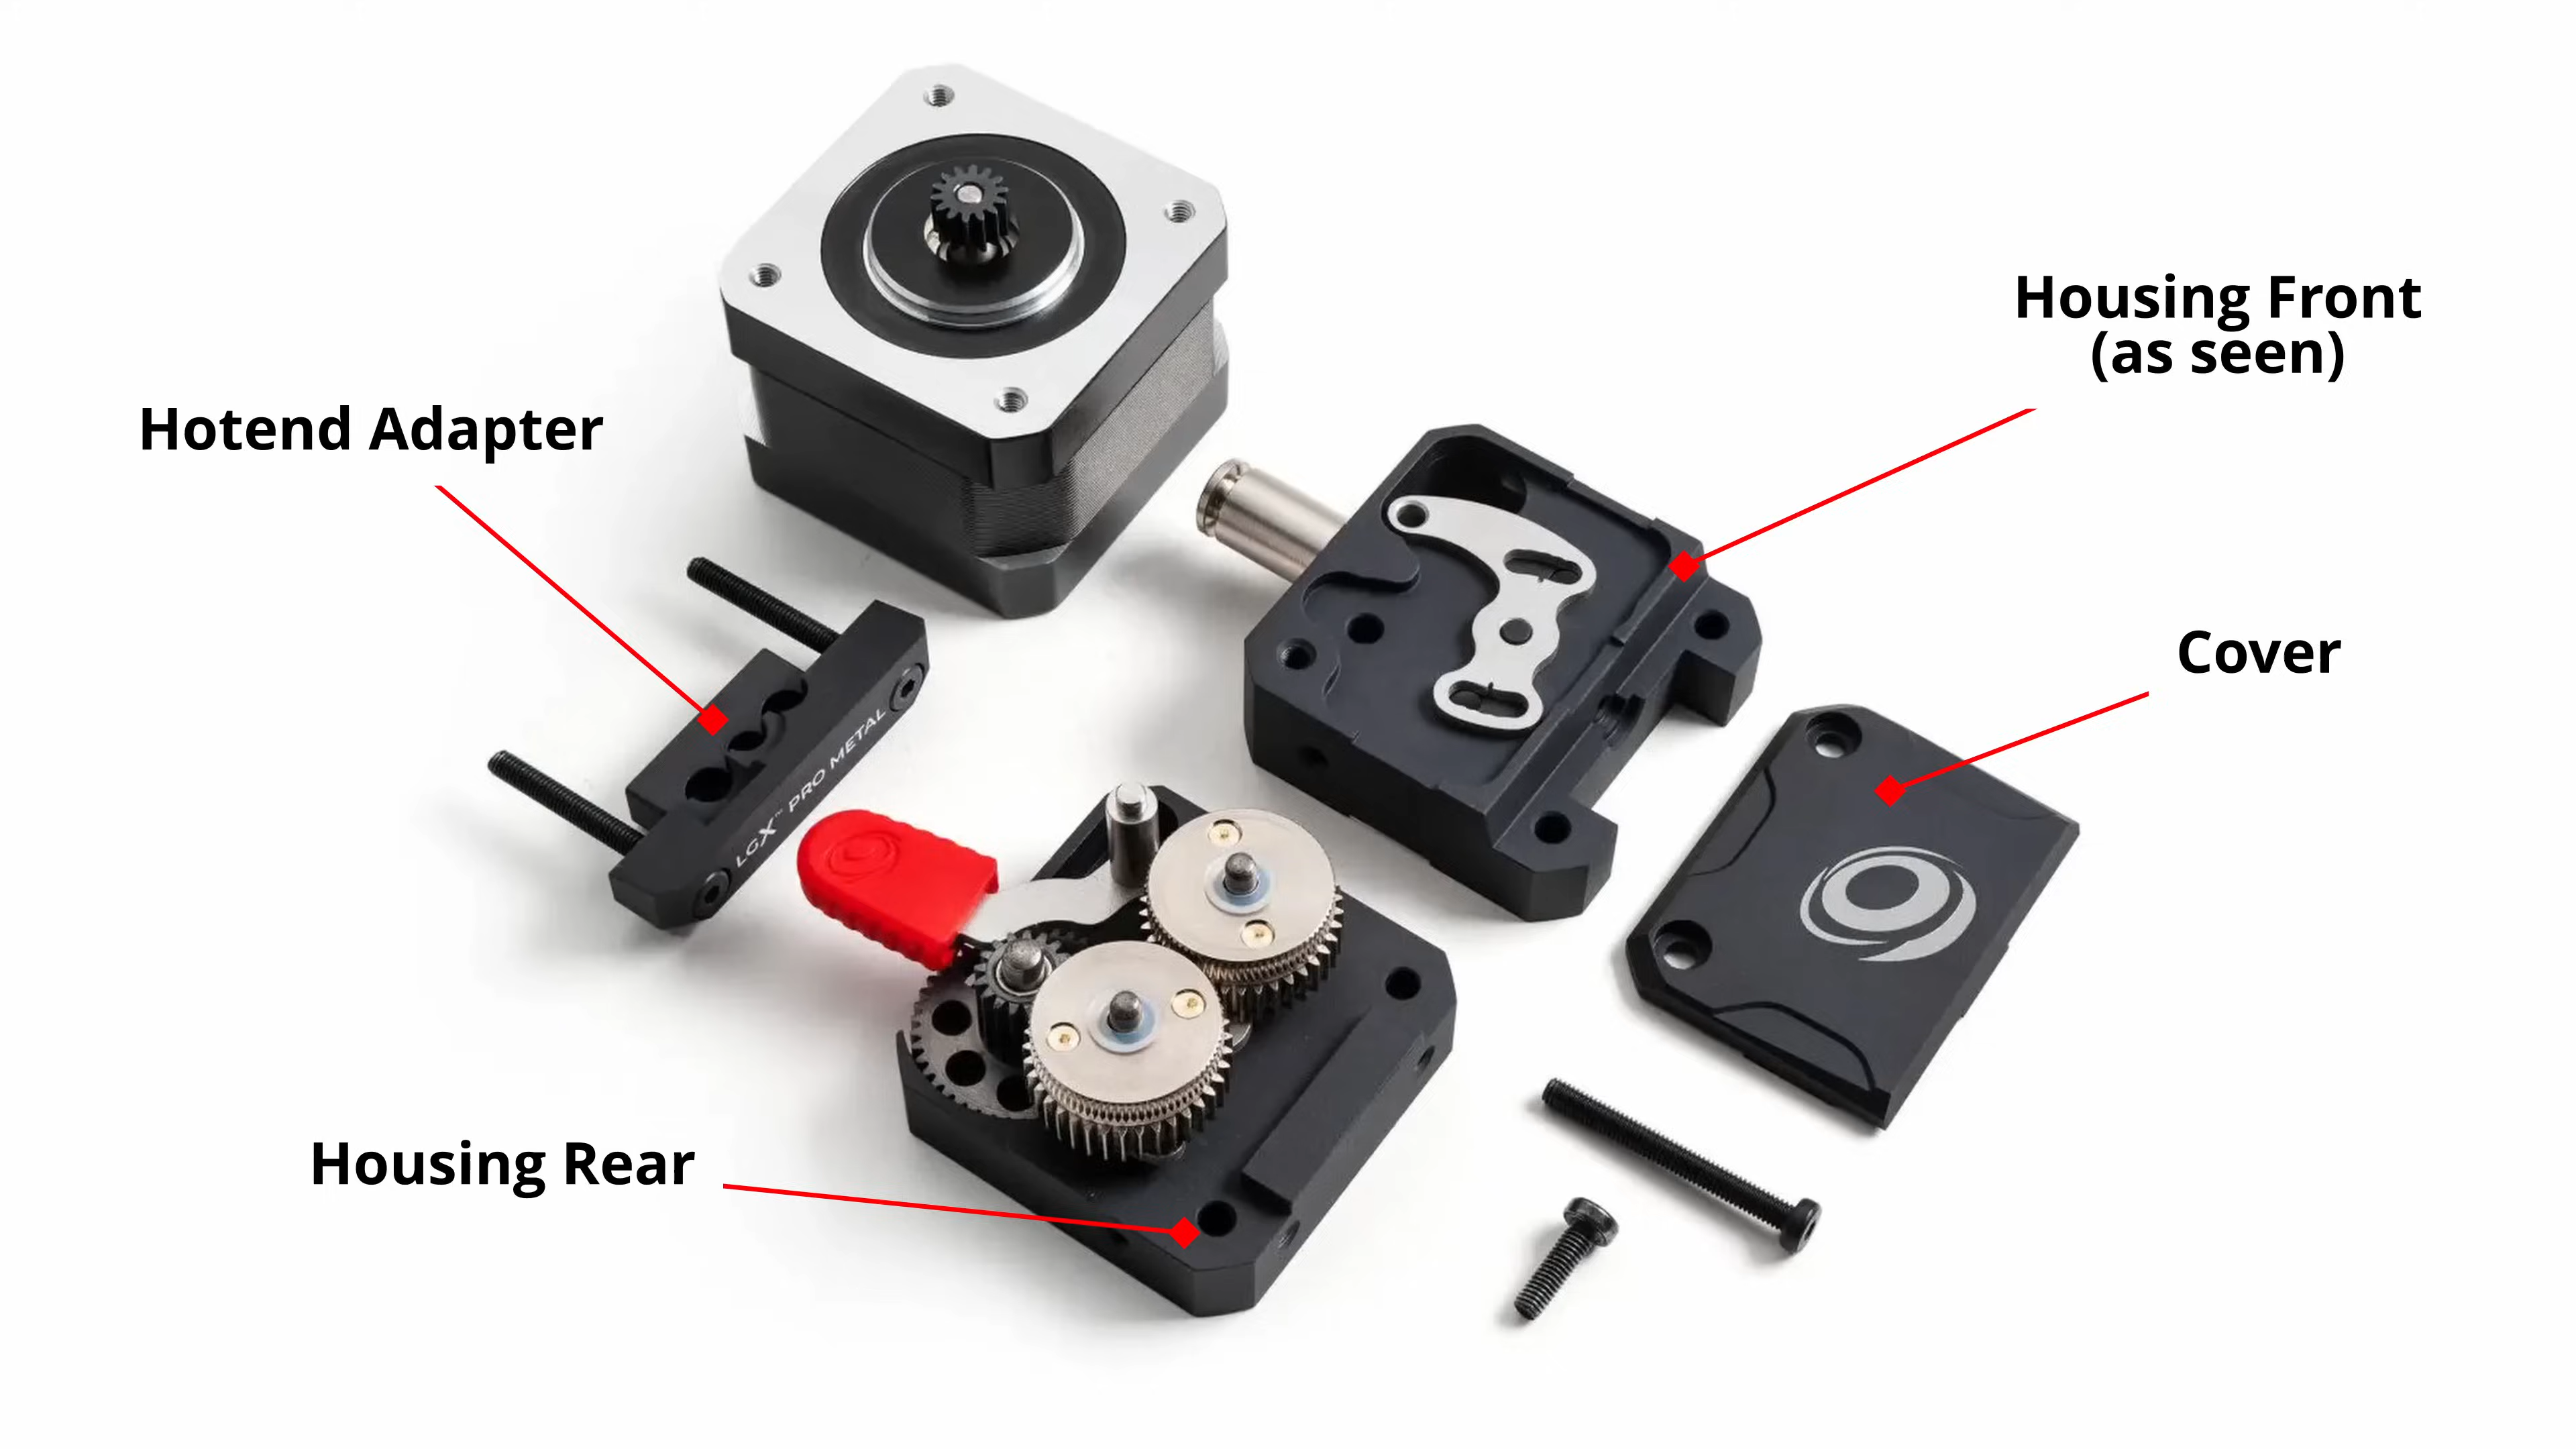 Housing Front
(as seen)
Hotend Adapter
Cover
LGX™ PRO METAL
Housing Rear